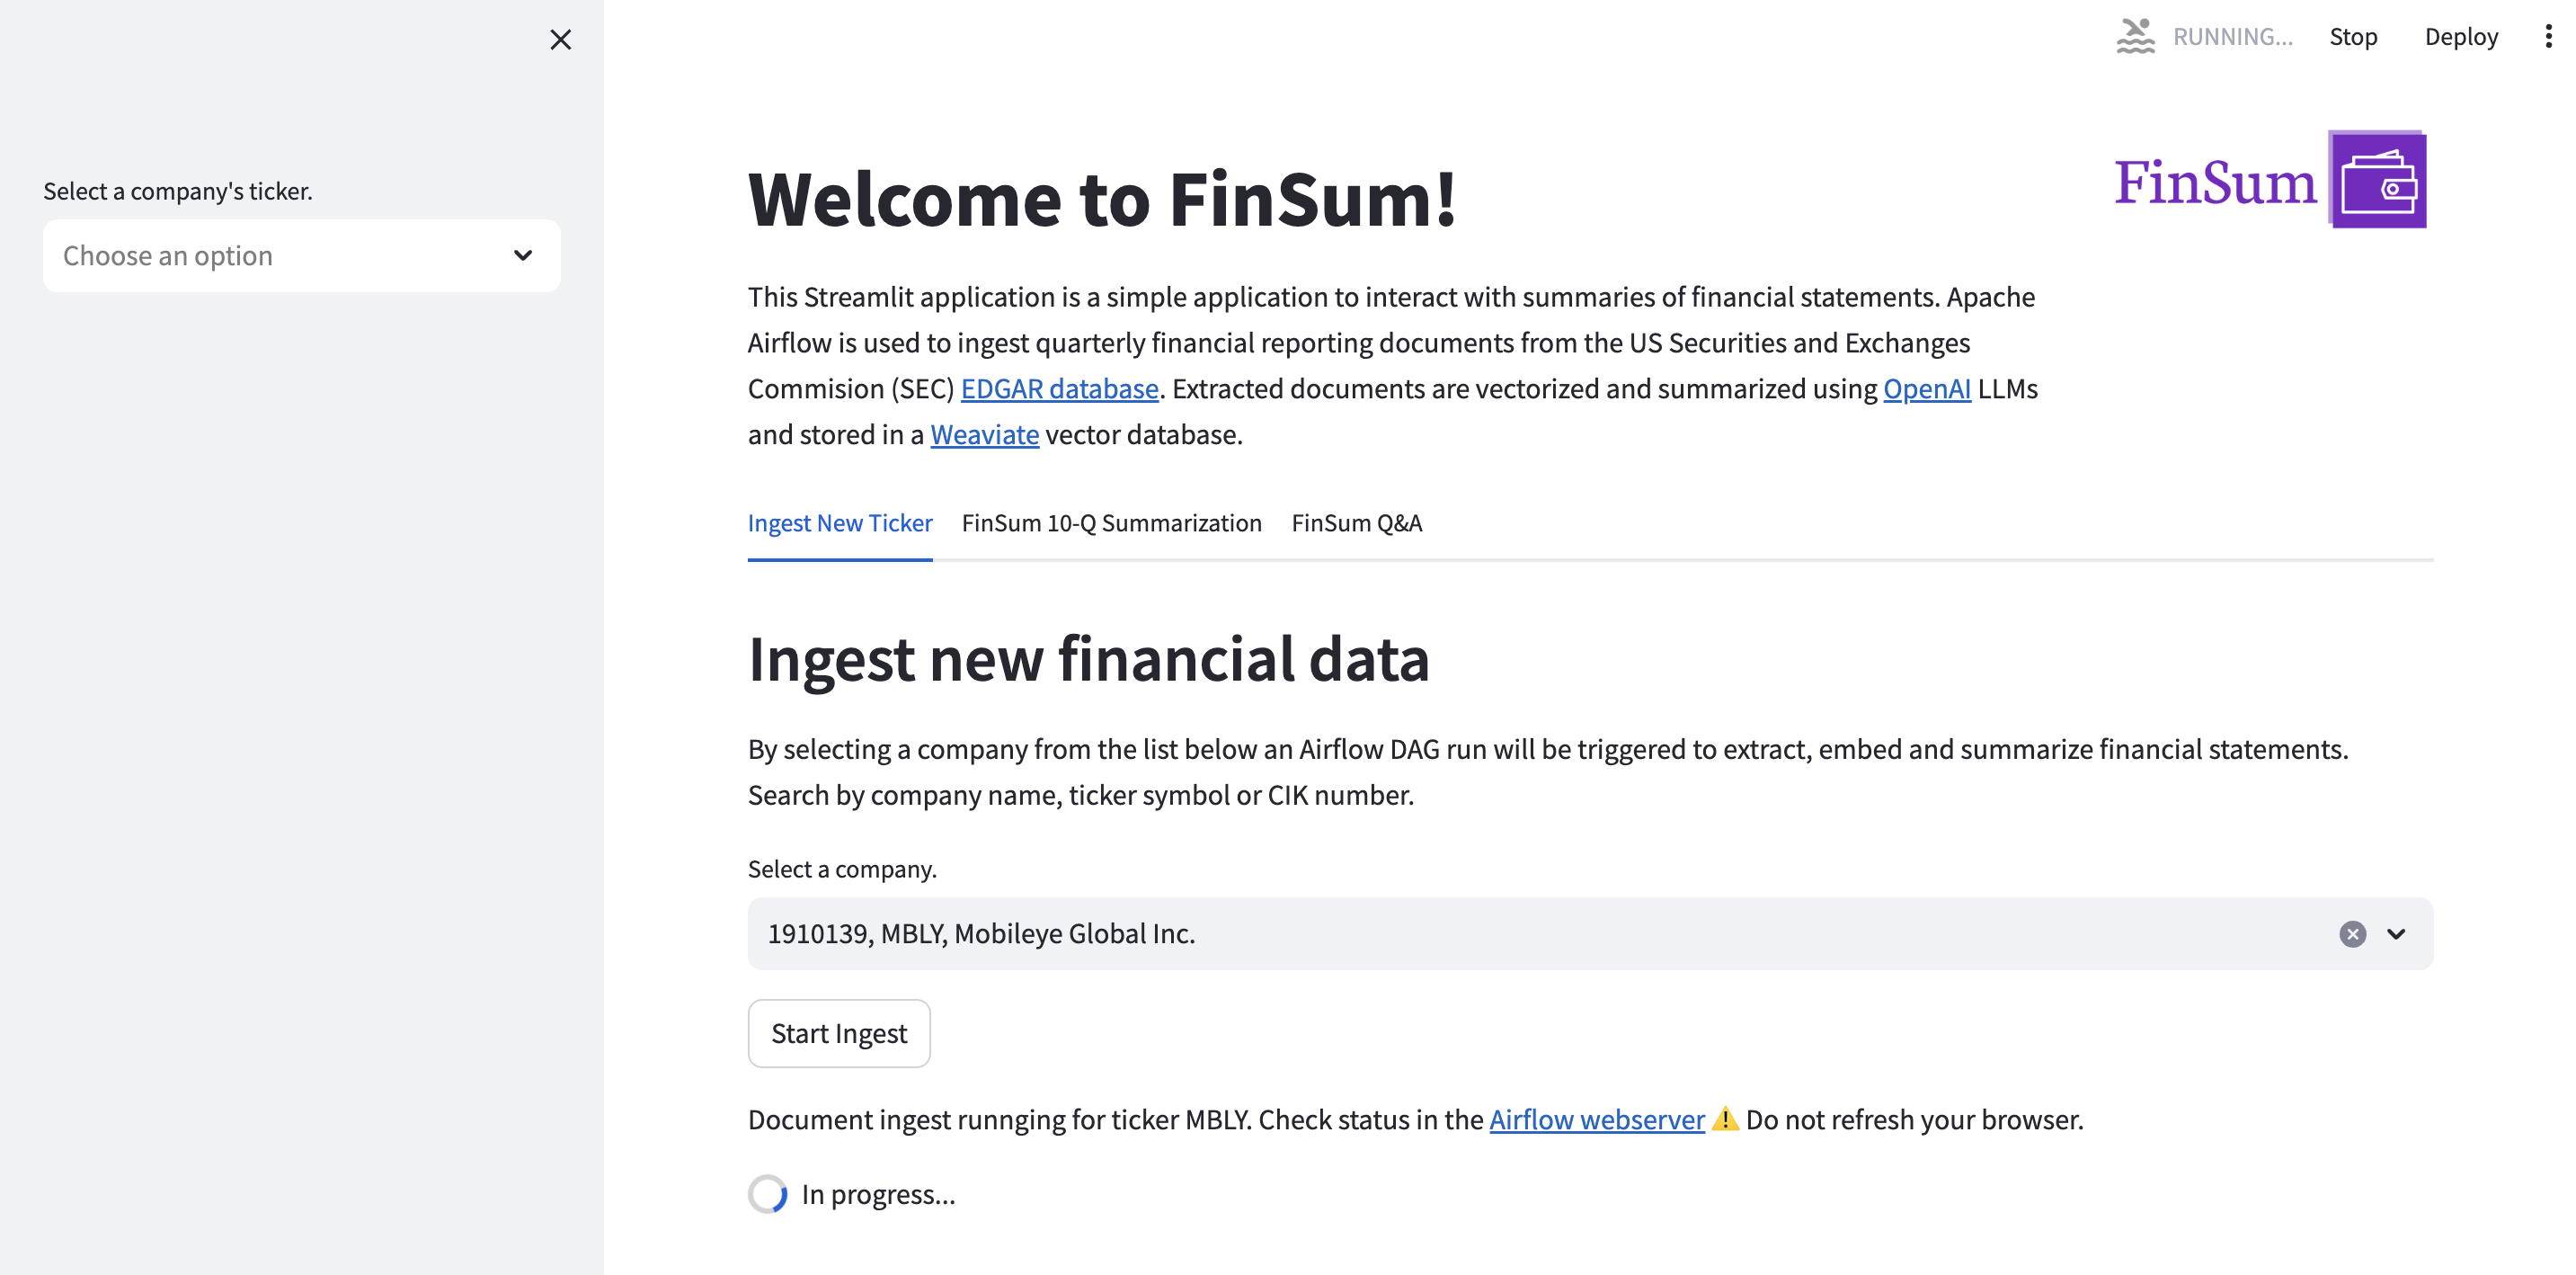 RUNNING...
Stop
Deploy
Select a company's ticker.
Choose an option
Welcome to FinSum!
FinSum
This Streamlit application is a simple application to interact with summaries of financial statements. Apache
Airflow is used to ingest quarterly financial reporting documents from the US Securities and Exchanges
Commision (SEC) EDGAR database. Extracted documents are vectorized and summarized using OpenAI LLMs
and stored in a Weaviate vector database.
Ingest New Ticker
FinSum 10-Q Summarization
FinSum Q&A
Ingest new financial data
By selecting a company from the list below an Airflow DAG run will be triggered to extract, embed and summarize financial statements.
Search by company name, ticker symbol or CIK number.
Select a company.
1910139, MBLY, Mobileye Global Inc.
Start Ingest
Document ingest runnging for ticker MBLY. Check status in the Airflow webserver ⚠️ Do not refresh your browser.
In progress...